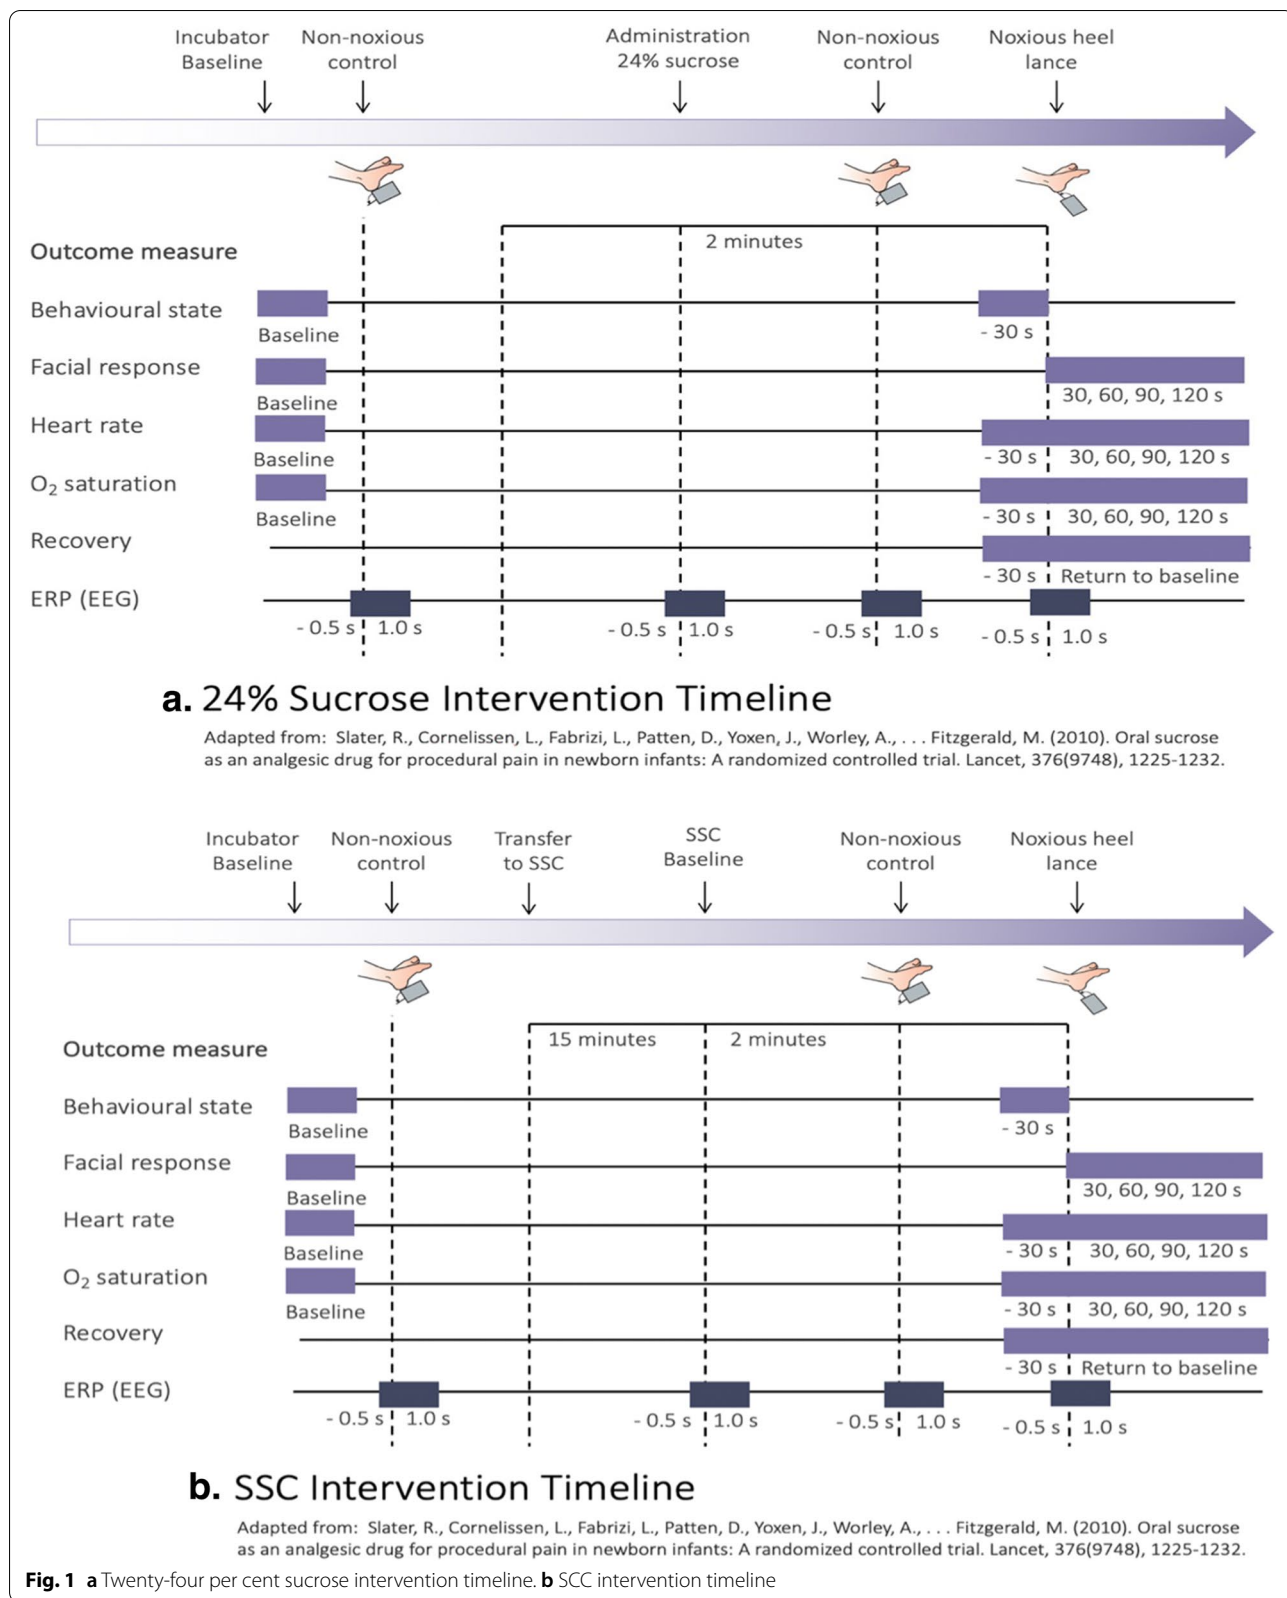 Incubator Baseline
Non-noxious control
Administration 24% sucrose
Non-noxious control
Noxious heel lance
2 minutes
Outcome measure
Behavioural state
Baseline
- 30 s
Facial response
Baseline
30, 60, 90, 120 s
Heart rate
Baseline
- 30 s
30, 60, 90, 120 s
O₂ saturation
Baseline
- 30 s
30, 60, 90, 120 s
Recovery
- 30 s
Return to baseline
ERP (EEG)
- 0.5 s
1.0 s
- 0.5 s
1.0 s
- 0.5 s
1.0 s
- 0.5 s
1.0 s
a. 24% Sucrose Intervention Timeline
Adapted from: Slater, R., Cornelissen, L., Fabrizi, L., Patten, D., Yoxen, J., Worley, A., . . . Fitzgerald, M. (2010). Oral sucrose
as an analgesic drug for procedural pain in newborn infants: A randomized controlled trial. Lancet, 376(9748), 1225-1232.
Incubator Baseline
Non-noxious control
Transfer to SSC
SSC Baseline
Non-noxious control
Noxious heel lance
15 minutes
2 minutes
Outcome measure
Behavioural state
Baseline
- 30 s
Facial response
Baseline
30, 60, 90, 120 s
Heart rate
Baseline
- 30 s
30, 60, 90, 120 s
O₂ saturation
Baseline
- 30 s
30, 60, 90, 120 s
Recovery
- 30 s
Return to baseline
ERP (EEG)
- 0.5 s
1.0 s
- 0.5 s
1.0 s
- 0.5 s
1.0 s
- 0.5 s
1.0 s
b. SSC Intervention Timeline
Adapted from: Slater, R., Cornelissen, L., Fabrizi, L., Patten, D., Yoxen, J., Worley, A., . . . Fitzgerald, M. (2010). Oral sucrose
as an analgesic drug for procedural pain in newborn infants: A randomized controlled trial. Lancet, 376(9748), 1225-1232.
Fig. 1 a Twenty-four per cent sucrose intervention timeline. b SCC intervention timeline